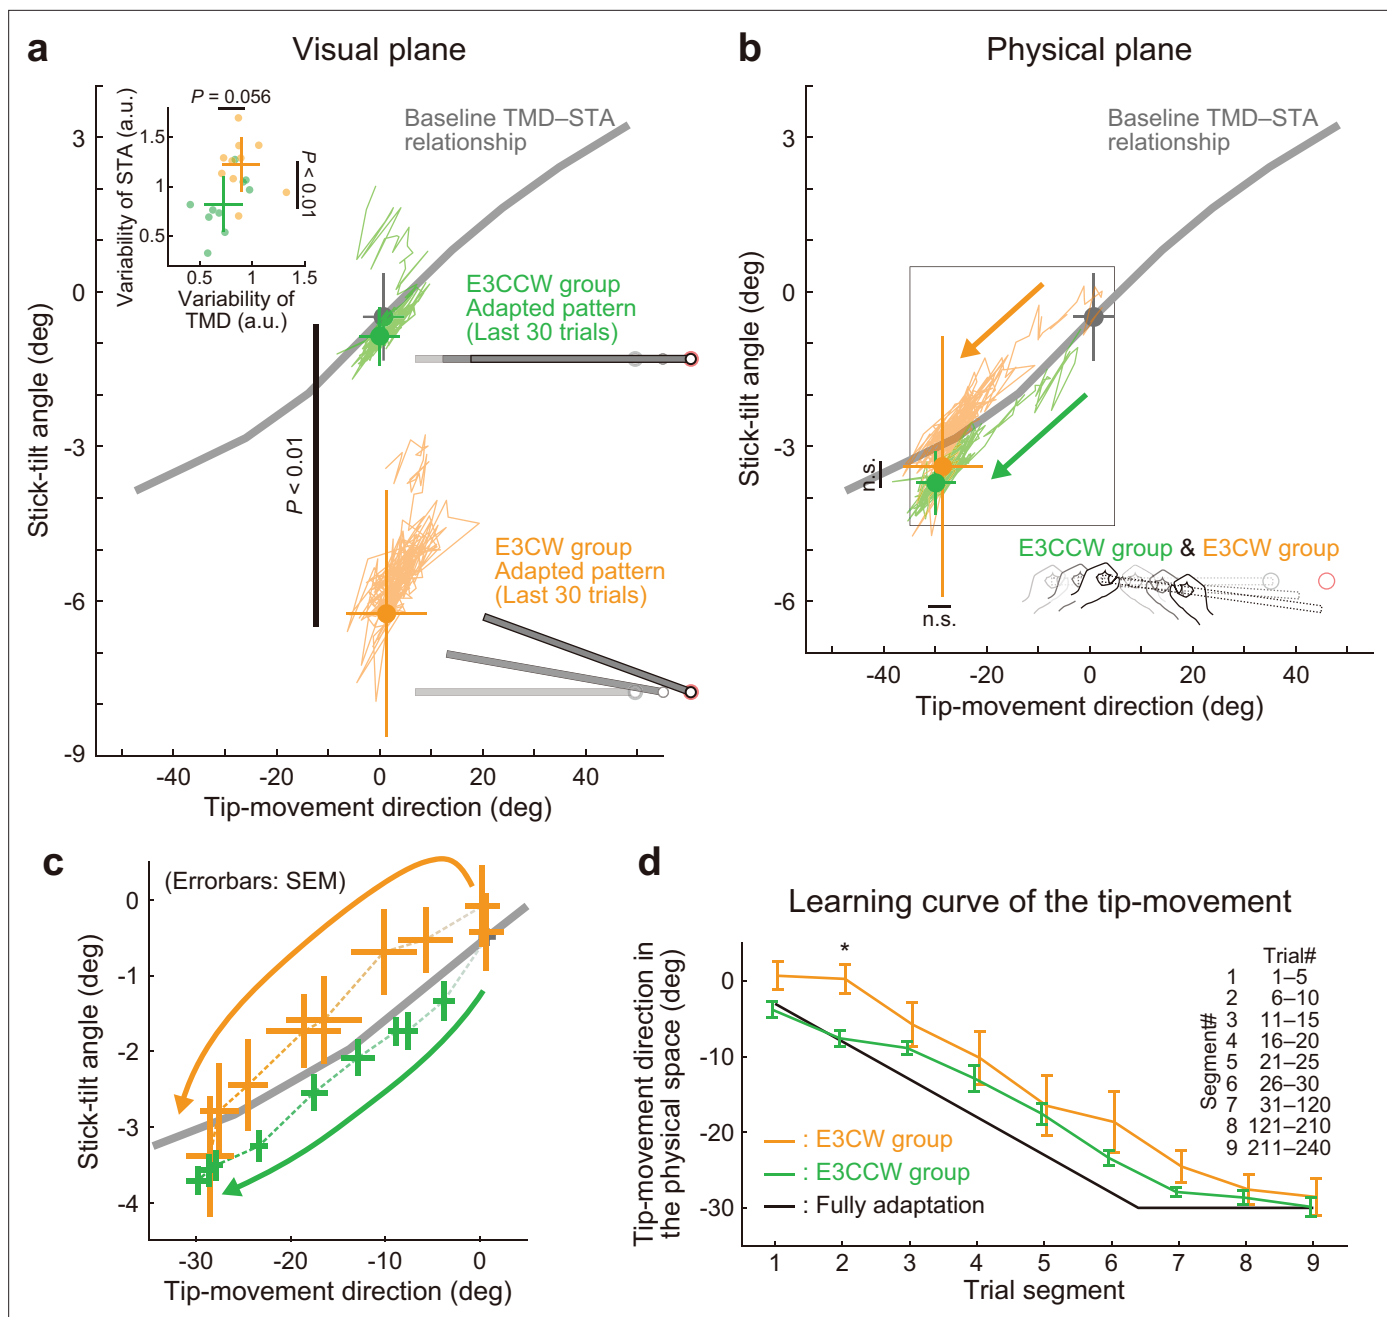 a
Visual plane
P = 0.056
Variability of STA (a.u.)
1.5
1
0.5
P < 0.01
0.5
1
1.5
Variability of
TMD (a.u.)
Baseline TMD–STA
relationship
E3CCW group
Adapted pattern
(Last 30 trials)
P < 0.01
E3CW group
Adapted pattern
(Last 30 trials)
Stick-tilt angle (deg)
3
0
-3
-6
-9
-40
-20
0
20
40
Tip-movement direction (deg)
b
Physical plane
Baseline TMD–STA
relationship
Stick-tilt angle (deg)
3
0
-3
-6
n.s.
n.s.
E3CCW group & E3CW group
-40
-20
0
20
40
Tip-movement direction (deg)
c
(Errorbars: SEM)
Stick-tilt angle (deg)
0
-1
-2
-3
-4
-30
-20
-10
0
Tip-movement direction (deg)
d
Learning curve of the tip-movement
Tip-movement direction in
the physical space (deg)
0
-10
-20
-30
*
Trial#
Segment#
1 1–5
2 6–10
3 11–15
4 16–20
5 21–25
6 26–30
7 31–120
8 121–210
9 211–240
: E3CW group
: E3CCW group
: Fully adaptation
1
2
3
4
5
6
7
8
9
Trial segment